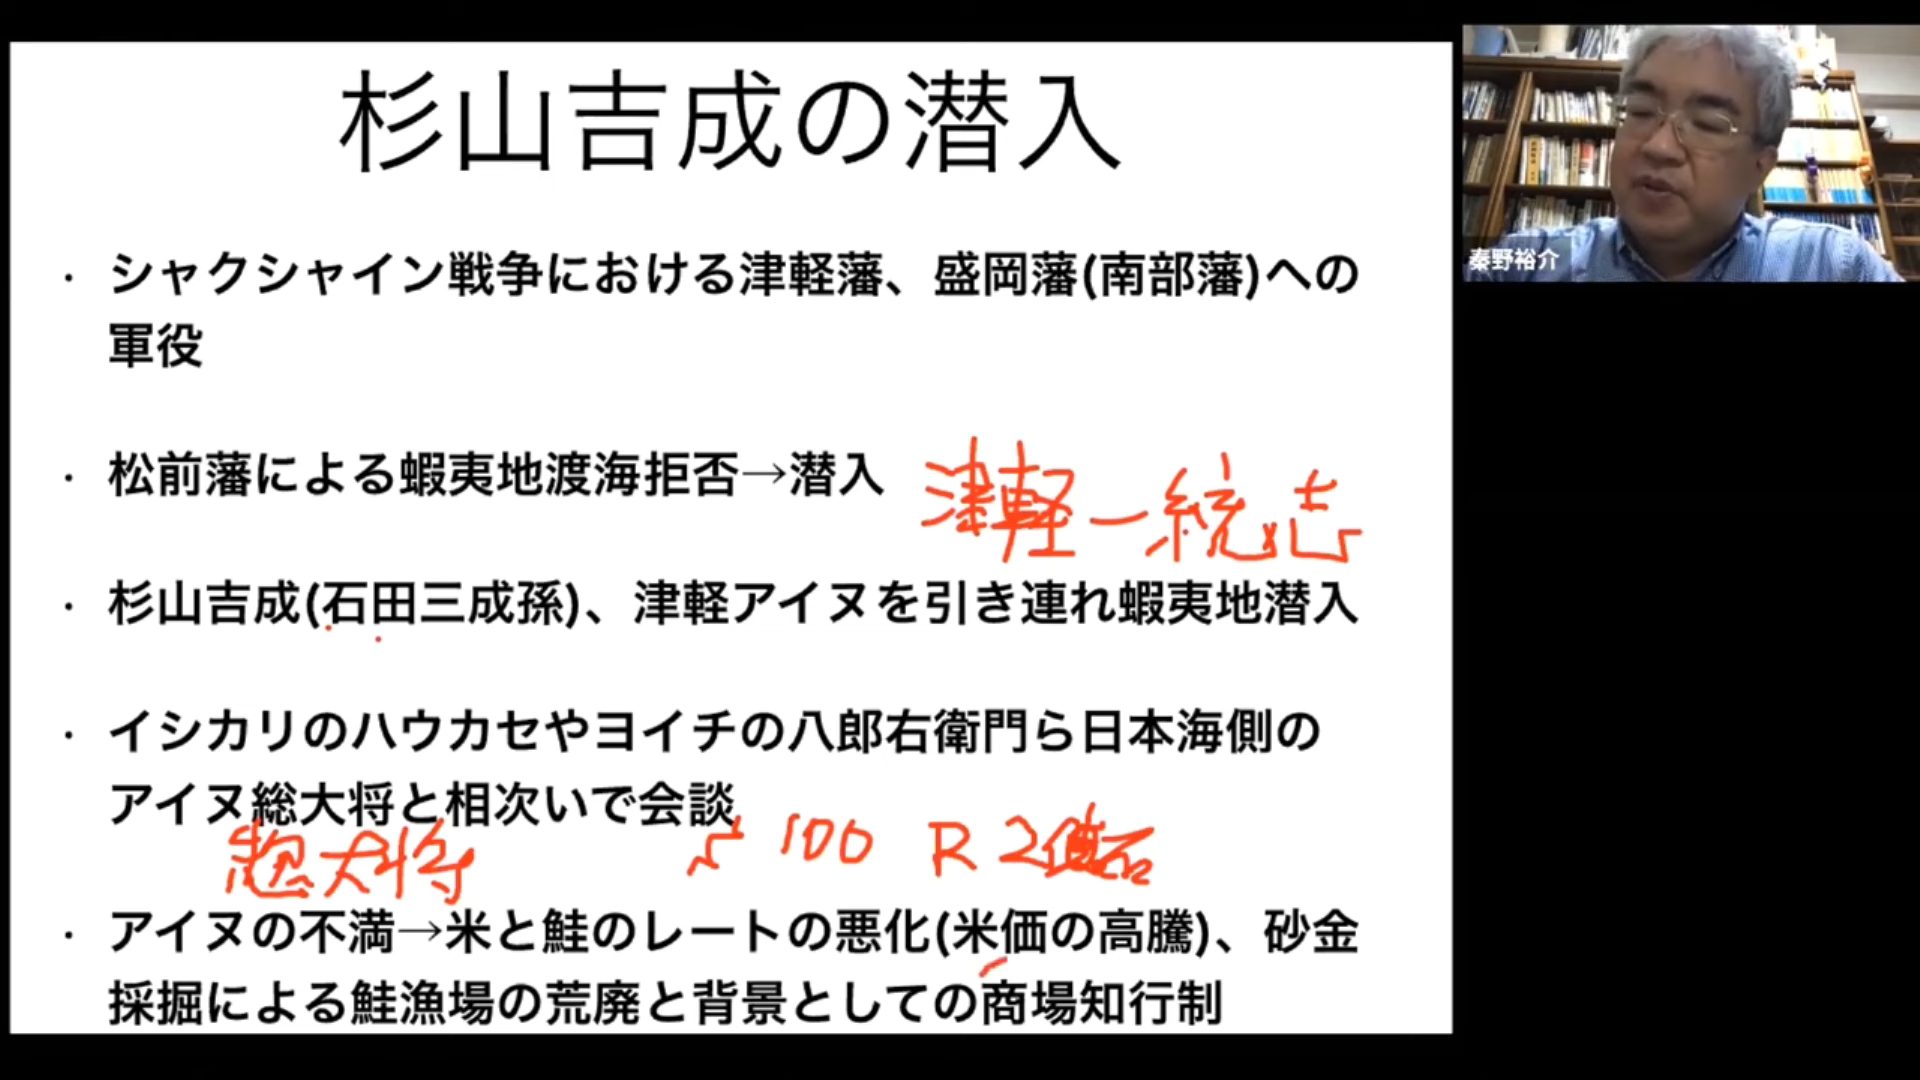 杉山吉成の潜入
・シャクシャイン戦争における津軽藩、盛岡藩(南部藩)への
軍役
・松前藩による蝦夷地渡海拒否→潜入
津軽一統志
・杉山吉成(石田三成孫)、津軽アイヌを引き連れ蝦夷地潜入
・イシカリのハウカセやヨイチの八郎右衛門ら日本海側の
アイヌ総大将と相次いで会談
惣大将
100
・アイヌの不満→米と鮭のレートの悪化(米価の高騰)、砂金
採掘による鮭漁場の荒廃と背景としての商場知行制
秦野裕介